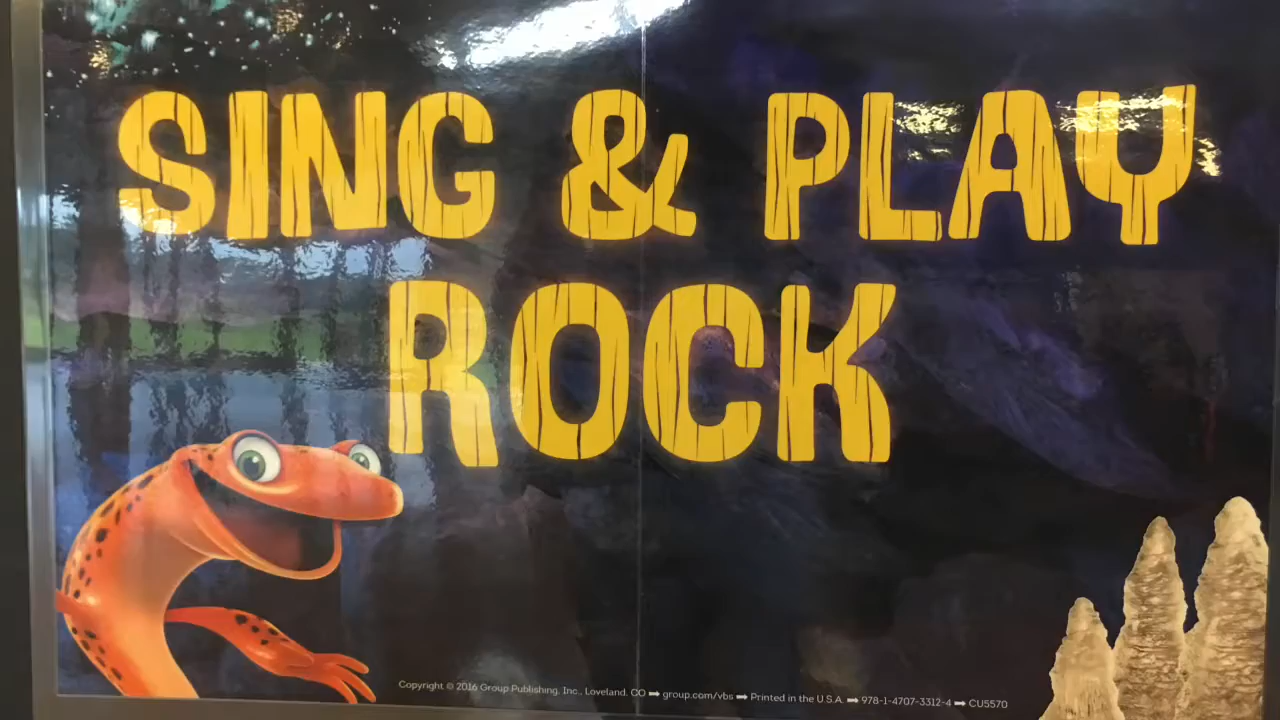 SING & PLAY
ROCK
Copyright © 2016 Group Publishing, Inc., Loveland, CO ➡ group.com/vbs ➡ Printed in the U.S.A. ➡ 978-1-4707-3312-4 ➡ CU5570